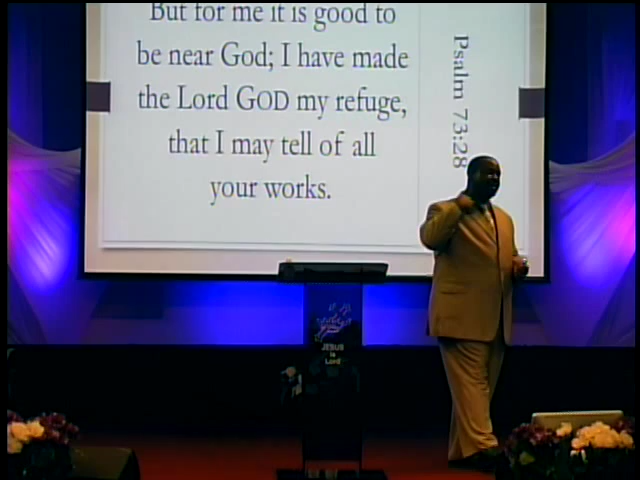 But for me it is good to
be near God; I have made
the Lord GOD my refuge,
that I may tell of all
your works.
Psalm 73:28
JESUS
is
Lord